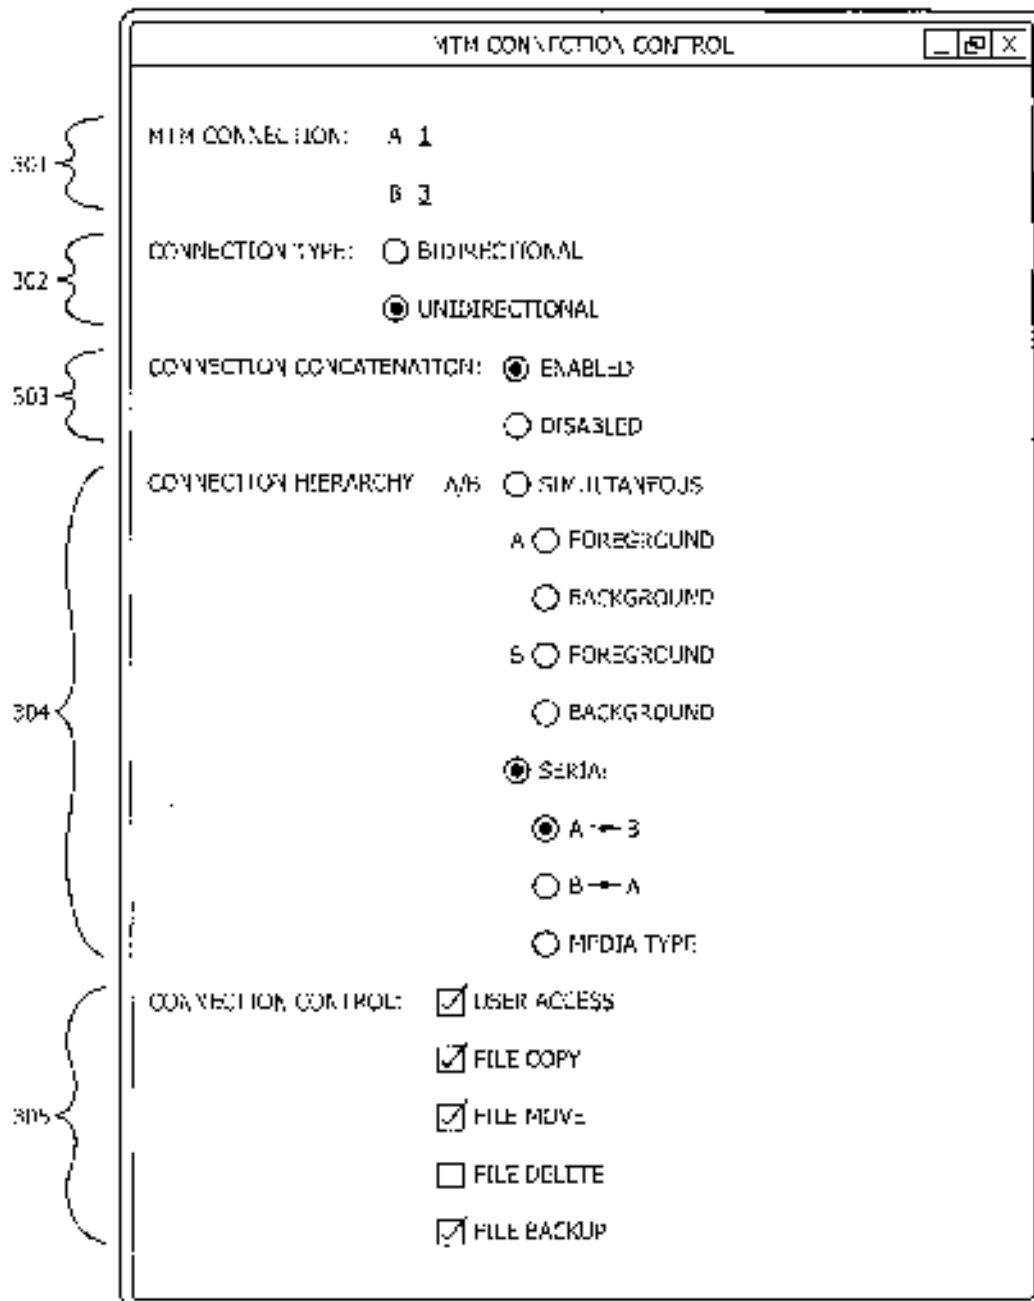 MTM CONNECTION CONTROL
301
MTM CONNECTION: A 1
B 3
302
CONNECTION TYPE: BIDIRECTIONAL
UNIDIRECTIONAL
303
CONNECTION CONCATENATION: ENABLED
DISABLED
304
CONNECTION HIERARCHY A/B SIMULTANEOUS
A FOREGROUND
BACKGROUND
B FOREGROUND
BACKGROUND
SERIAL
A B
B A
MEDIA TYPE
305
CONNECTION CONTROL: USER ACCESS
FILE COPY
FILE MOVE
FILE DELETE
FILE BACKUP